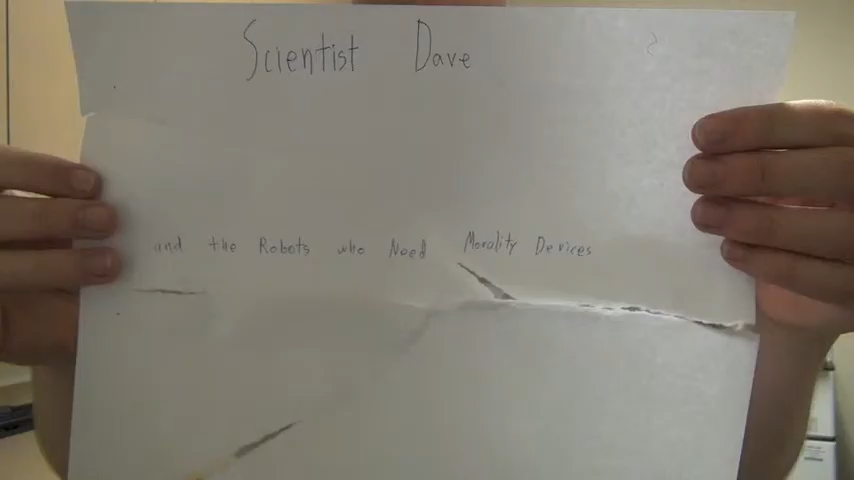 Scientist Dave
and the Robots who Need Morality Devices